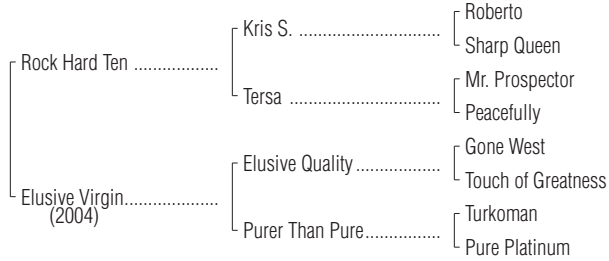 Roberto
Kris S. ................................
Sharp Queen
Rock Hard Ten ...................
Mr. Prospector
Tersa ..................................
Peacefully
Gone West
Elusive Quality ...................
Touch of Greatness
Elusive Virgin.....................
(2004)
Turkoman
Purer Than Pure.................
Pure Platinum